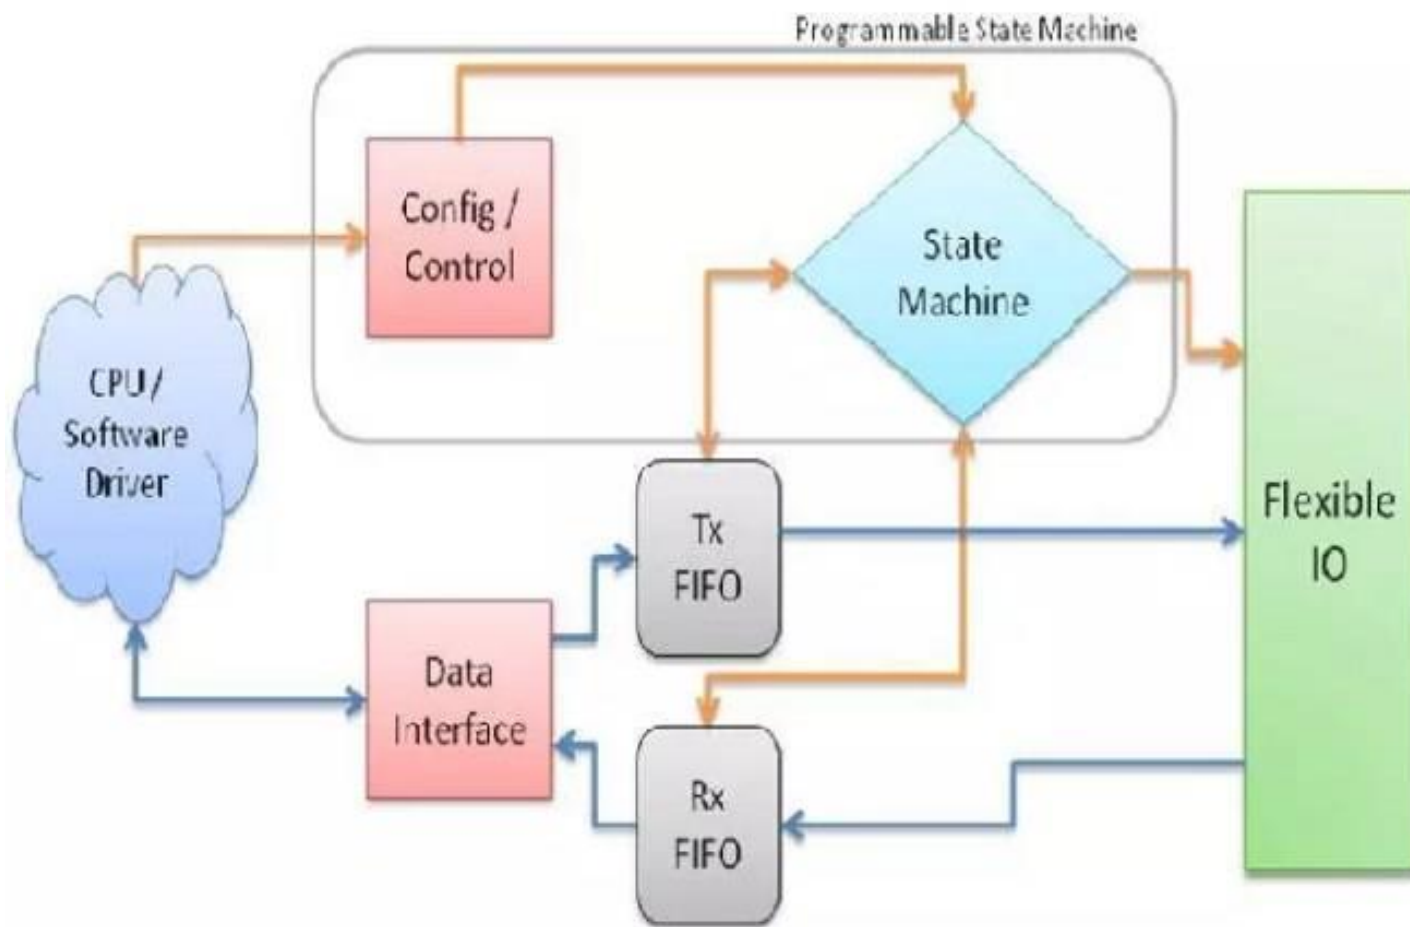 Programmable State Machine
Config /
Control
State
Machine
CPU /
Software
Driver
Tx
FIFO
Flexible
IO
Data
Interface
Rx
FIFO